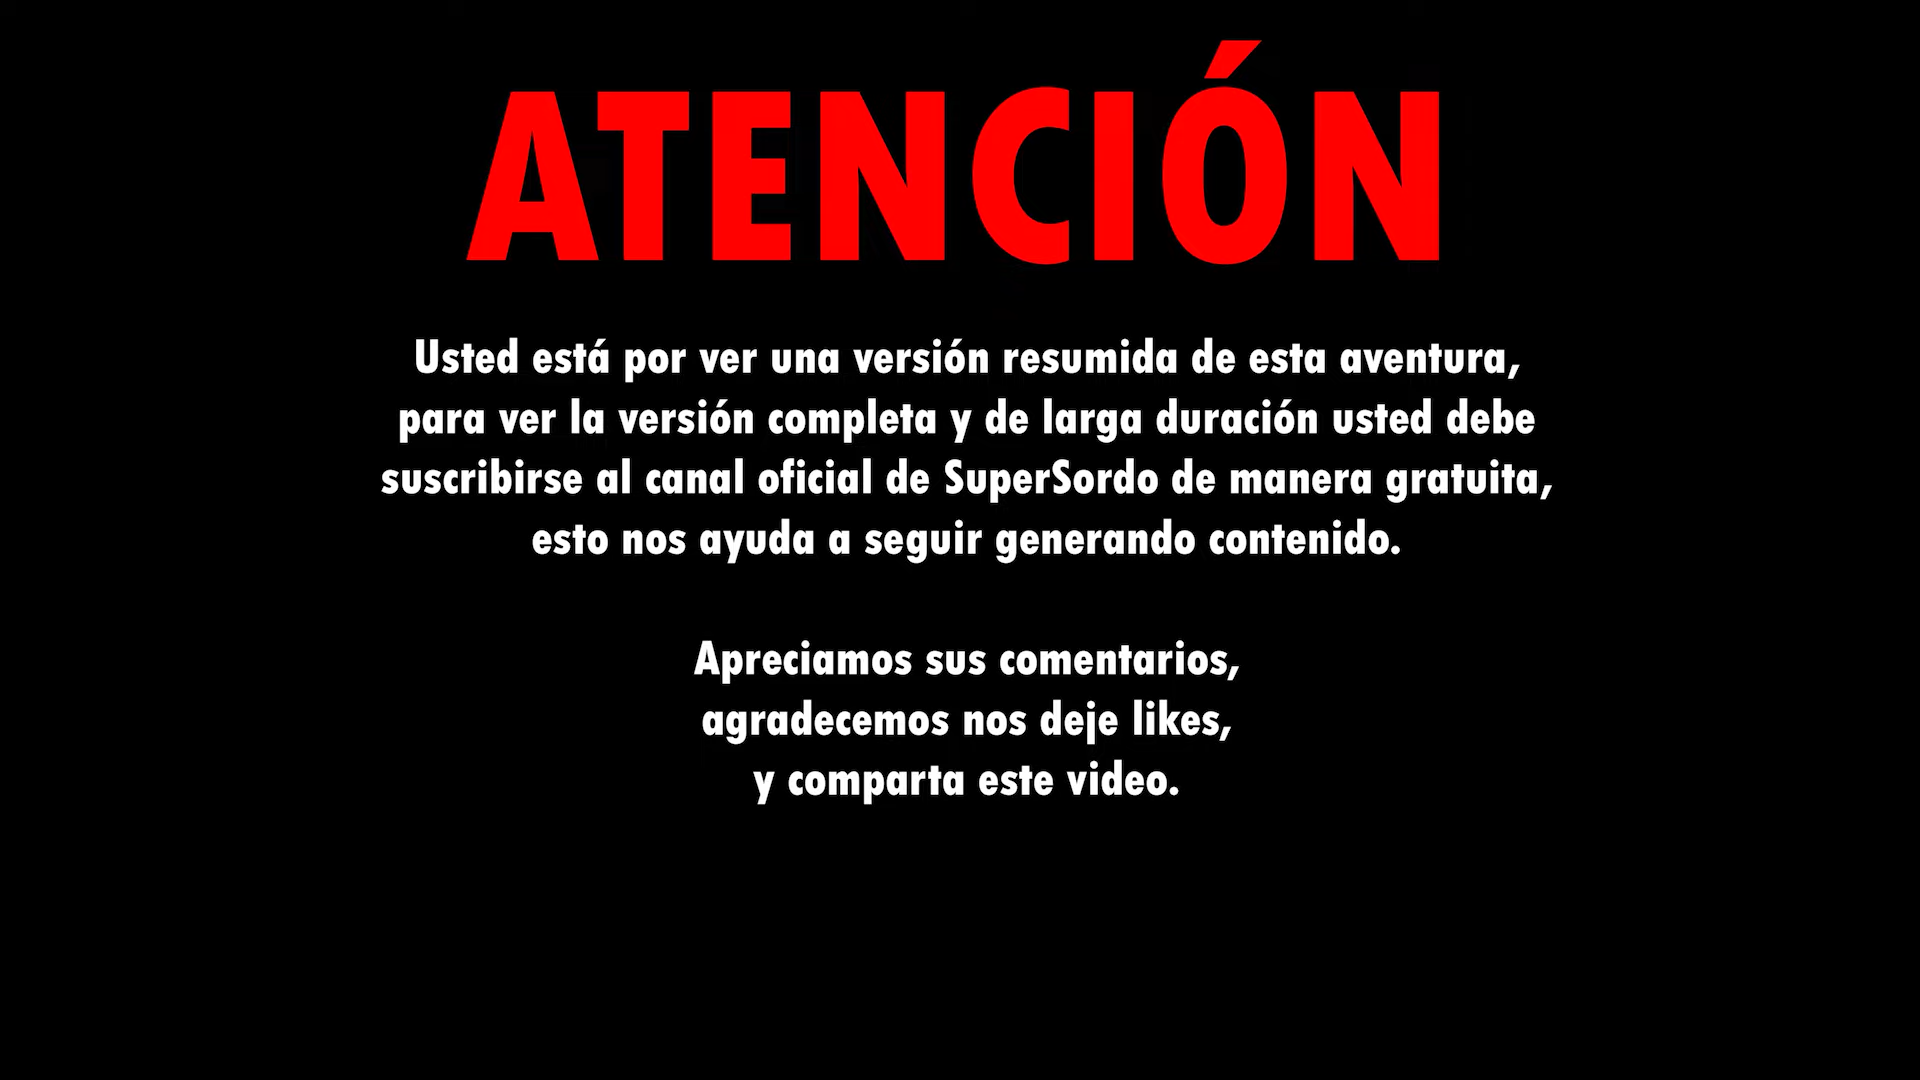 ATENCIÓN
Usted está por ver una versión resumida de esta aventura,
para ver la versión completa y de larga duración usted debe
suscribirse al canal oficial de SuperSordo de manera gratuita,
esto nos ayuda a seguir generando contenido.
Apreciamos sus comentarios,
agradecemos nos deje likes,
y comparta este video.